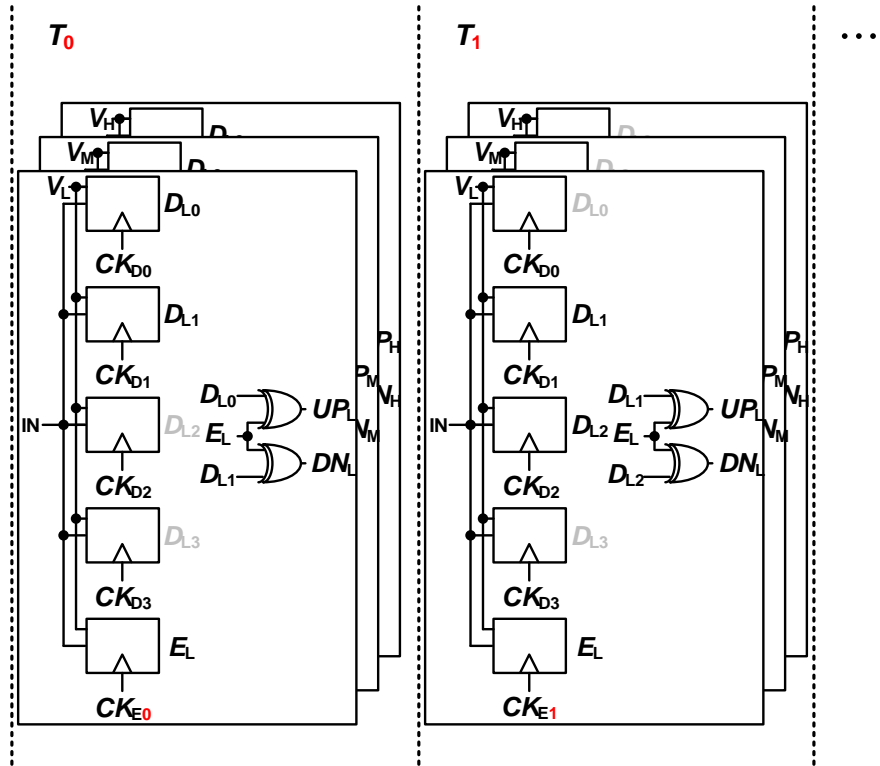 T0
T1
...
VH
VM
VL
DL0
CKD0
DL1
CKD1
IN
DL2
CKD2
DL3
CKD3
EL
CKE0
DL0
EL
DL1
UPL
DNL
PH
PM
NH
NM
VH
VM
VL
DL0
CKD0
DL1
CKD1
IN
DL2
CKD2
DL3
CKD3
EL
CKE1
DL1
EL
DL2
UPL
DNL
PH
PM
NH
NM